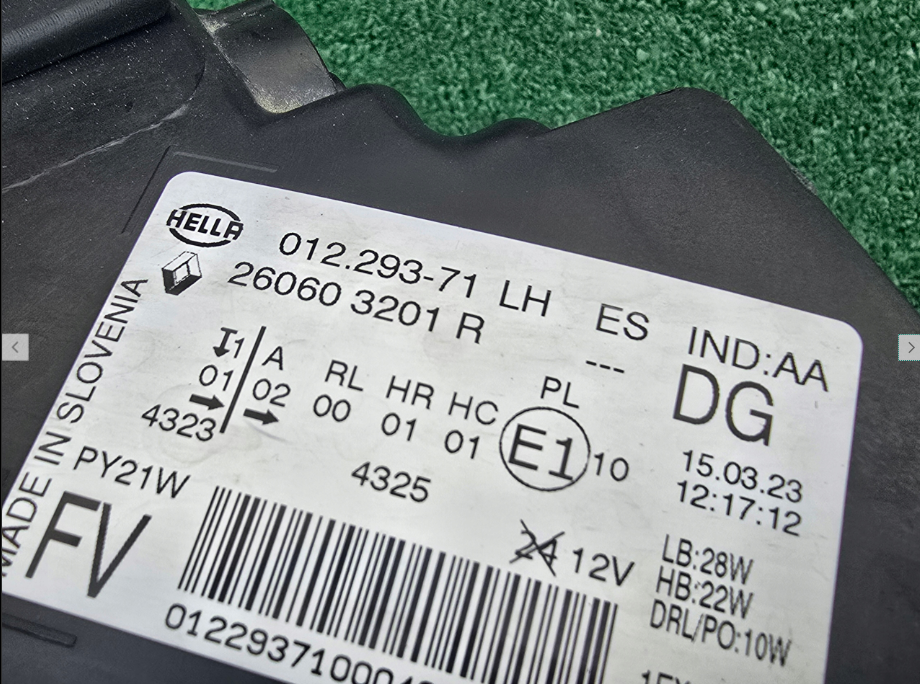 HELLA
012.293-71 LH ES IND:AA
26060 3201 R ---
DG
1 A RL HR HC PL
01 02 00 01 01 E1 10
4323 4325
15.03.23
12:17:12
PY21W
FV
24 12V
LB:28W
HB:22W
DRL/PO:10W
MADE IN SLOVENIA